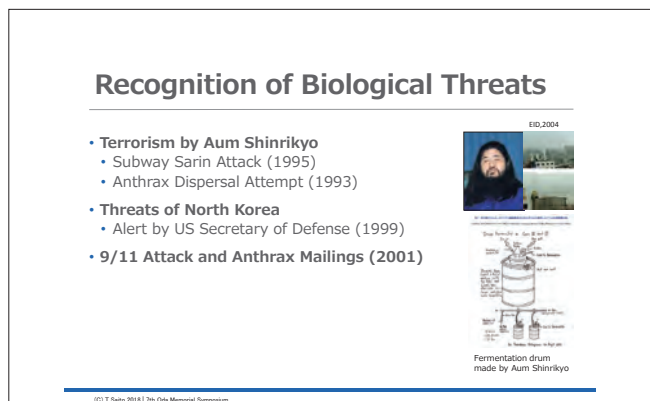 Recognition of Biological Threats
EID,2004
• Terrorism by Aum Shinrikyo
• Subway Sarin Attack (1995)
• Anthrax Dispersal Attempt (1993)
• Threats of North Korea
• Alert by US Secretary of Defense (1999)
• 9/11 Attack and Anthrax Mailings (2001)
Fermentation drum
made by Aum Shinrikyo
(C) T Saito 2018 | 7th Oda Memorial Symposium